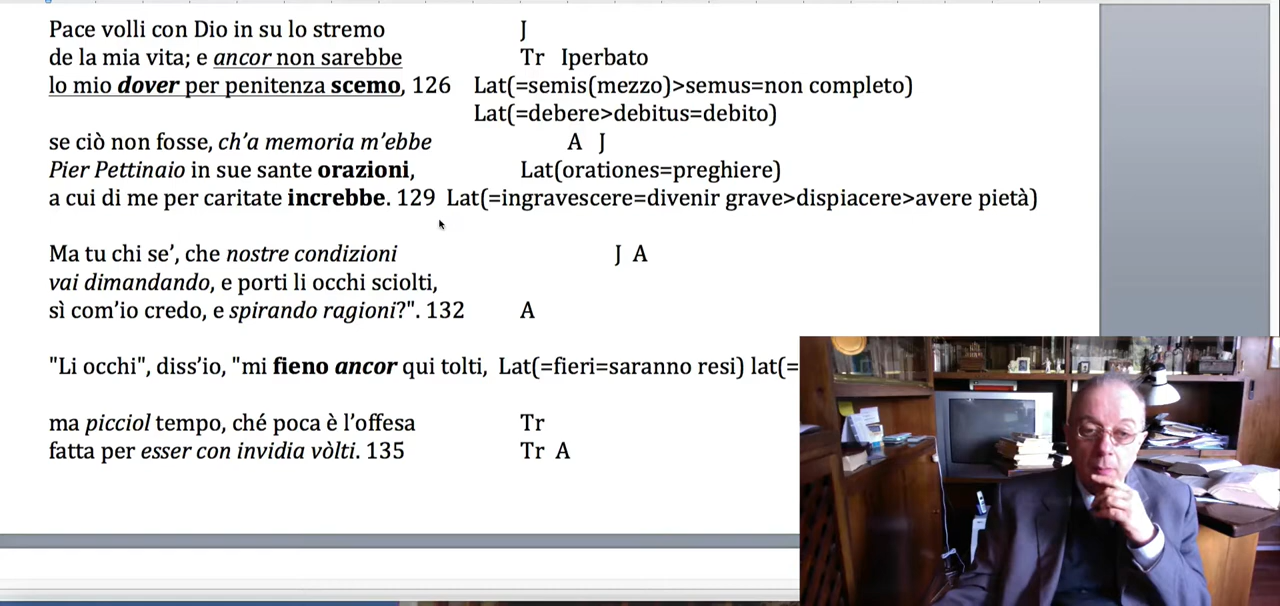 Pace volli con Dio in su lo stremo J
de la mia vita; e ancor non sarebbe Tr Iperbato
lo mio dover per penitenza scemo, 126 Lat(=semis(mezzo)>semus=non completo)
Lat(=debere>debitus=debito)
se ciò non fosse, ch'a memoria m'ebbe A J
Pier Pettinaio in sue sante orazioni, Lat(orationes=preghiere)
a cui di me per caritate increbbe. 129 Lat(=ingravescere=divenir grave>dispiacere>avere pietà)
Ma tu chi se', che nostre condizioni J A
vai dimandando, e porti li occhi sciolti,
sì com'io credo, e spirando ragioni?". 132 A
"Li occhi", diss'io, "mi fieno ancor qui tolti, Lat(=fieri=saranno resi) lat(=
ma picciol tempo, ché poca è l'offesa Tr
fatta per esser con invidia vòlti. 135 Tr A